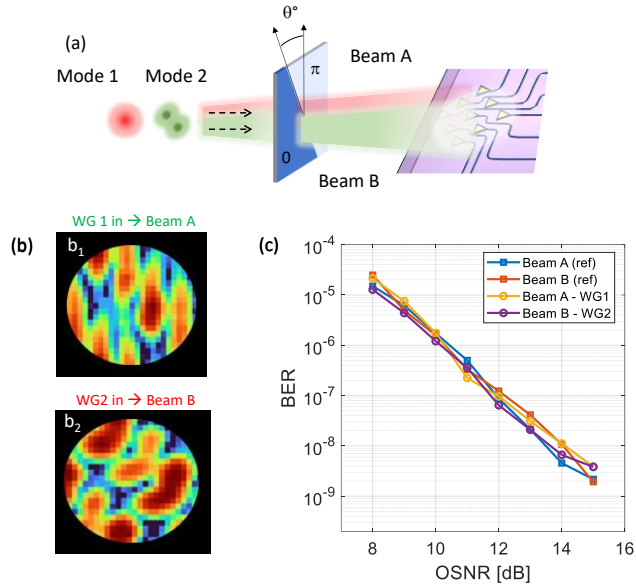 θ°
(a)
Beam A
Mode 1
Mode 2
π
0
Beam B
WG 1 in → Beam A
(b)
b1
WG2 in → Beam B
b2
(c)
10-4
10-5
10-6
10-7
10-8
10-9
BER
Beam A (ref)
Beam B (ref)
Beam A - WG1
Beam B - WG2
8
10
12
14
16
OSNR [dB]